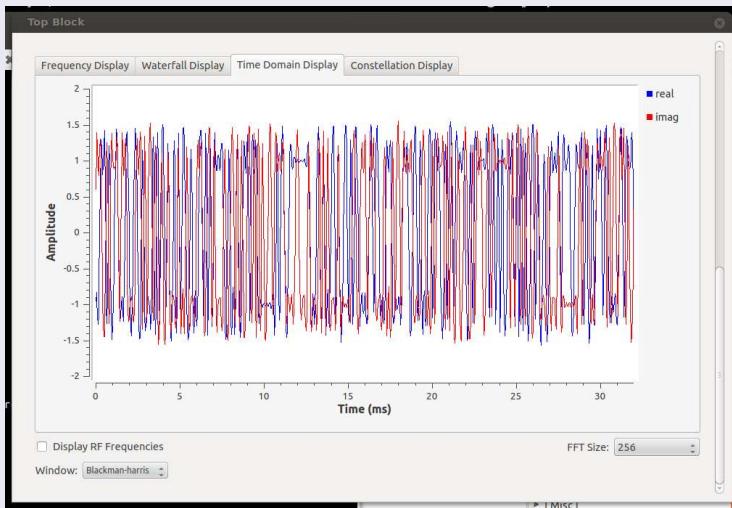 Top Block
Frequency Display
Waterfall Display
Time Domain Display
Constellation Display
2
1.5
1
0.5
0
-0.5
-1
-1.5
-2
Amplitude
real
imag
0
5
10
15
20
25
30
Time (ms)
Display RF Frequencies
FFT Size: 256
Window: Blackman-harris
[ Misc ]